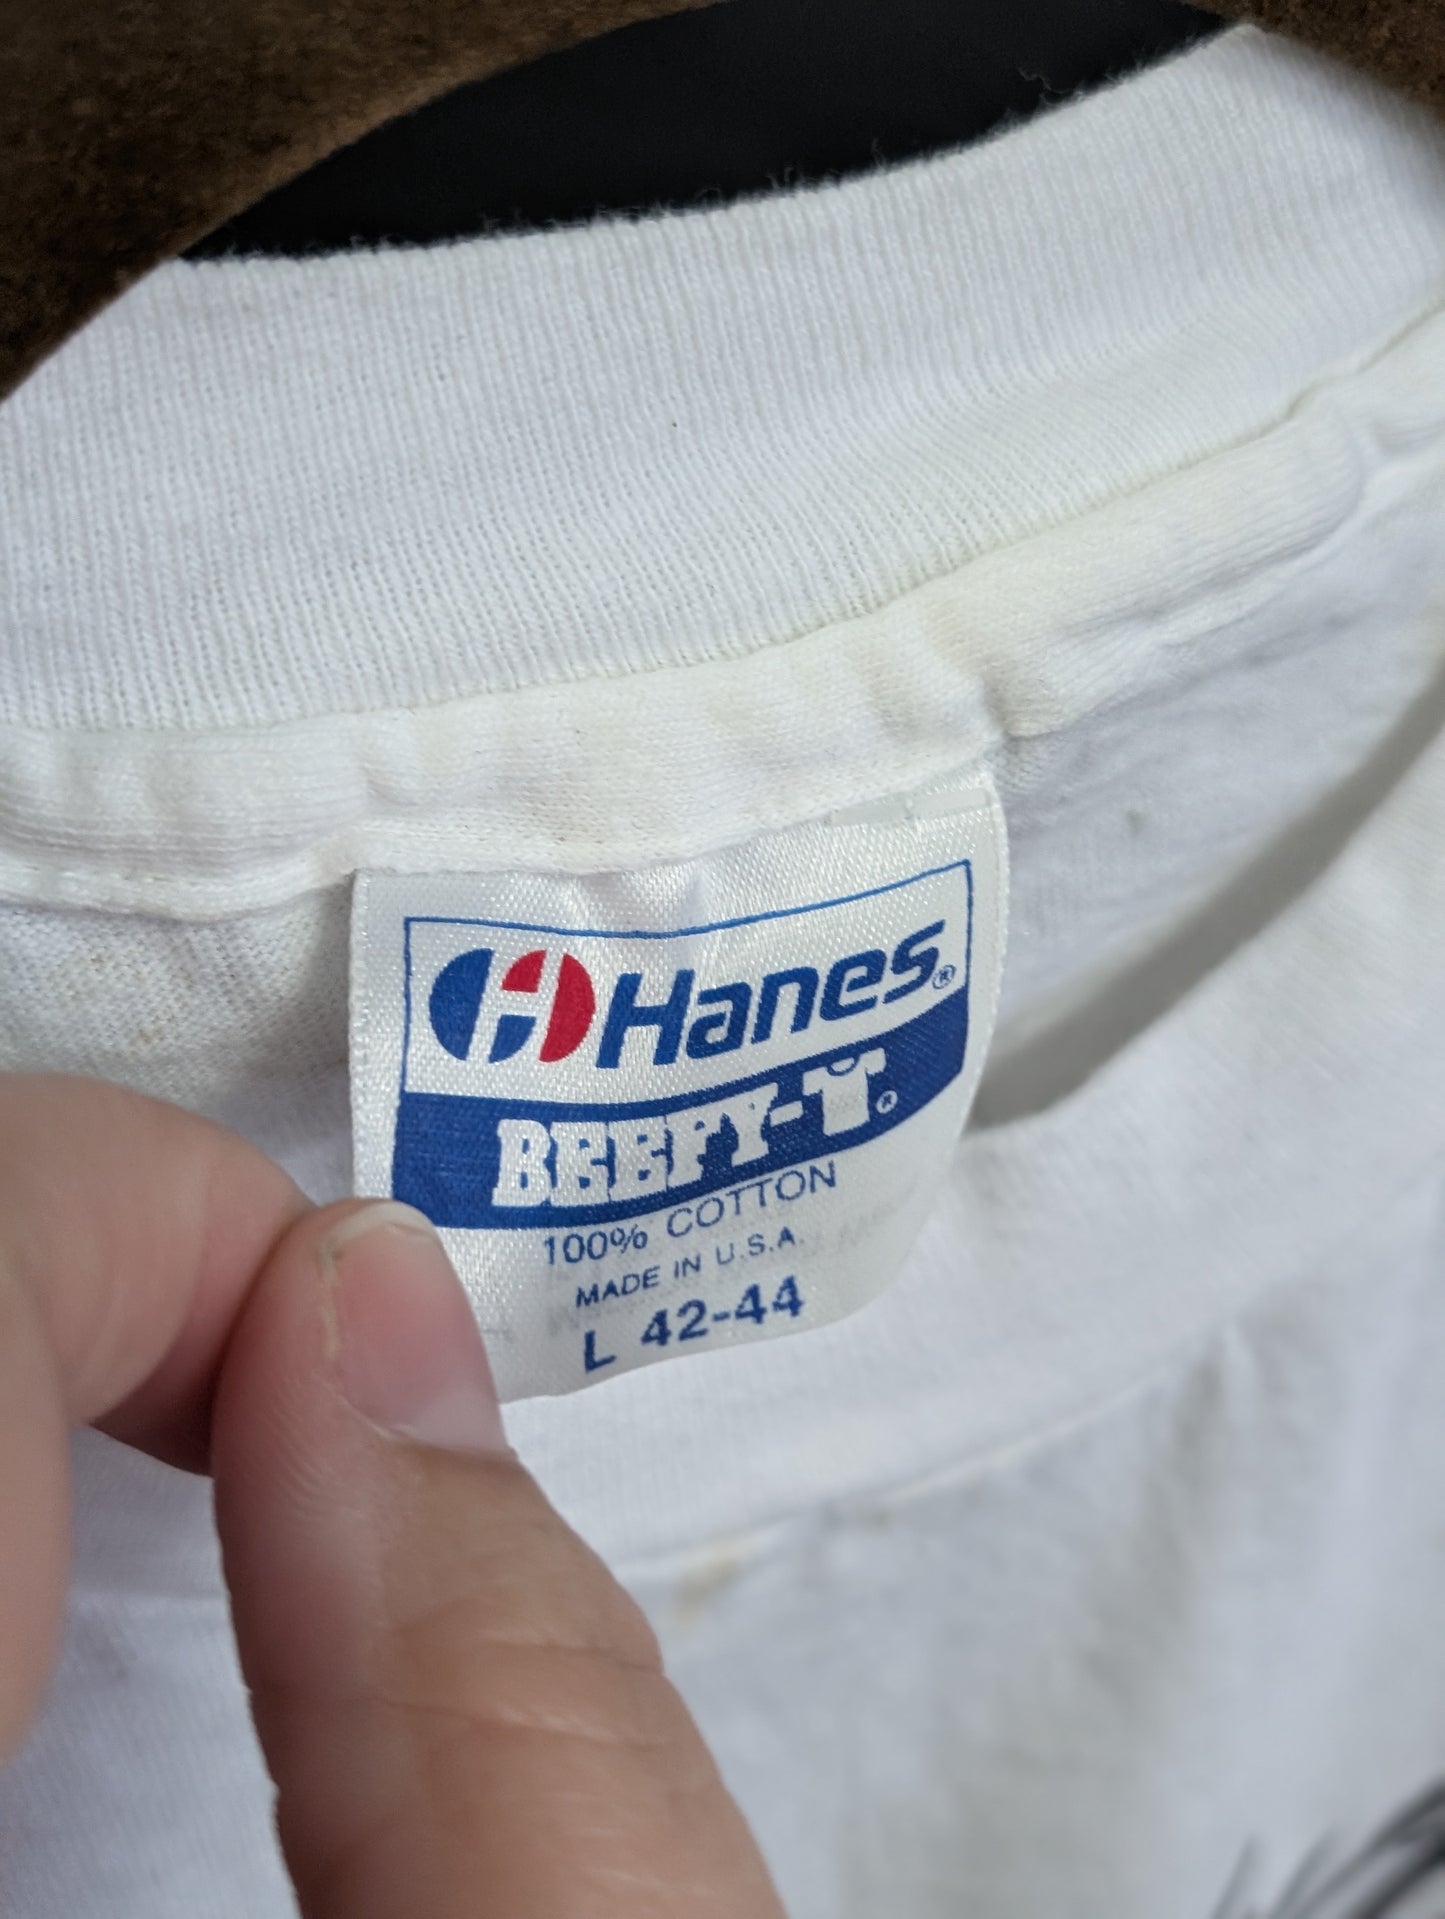 Hanes®
BEEFY-T®
100% COTTON
MADE IN U.S.A.
L 42-44